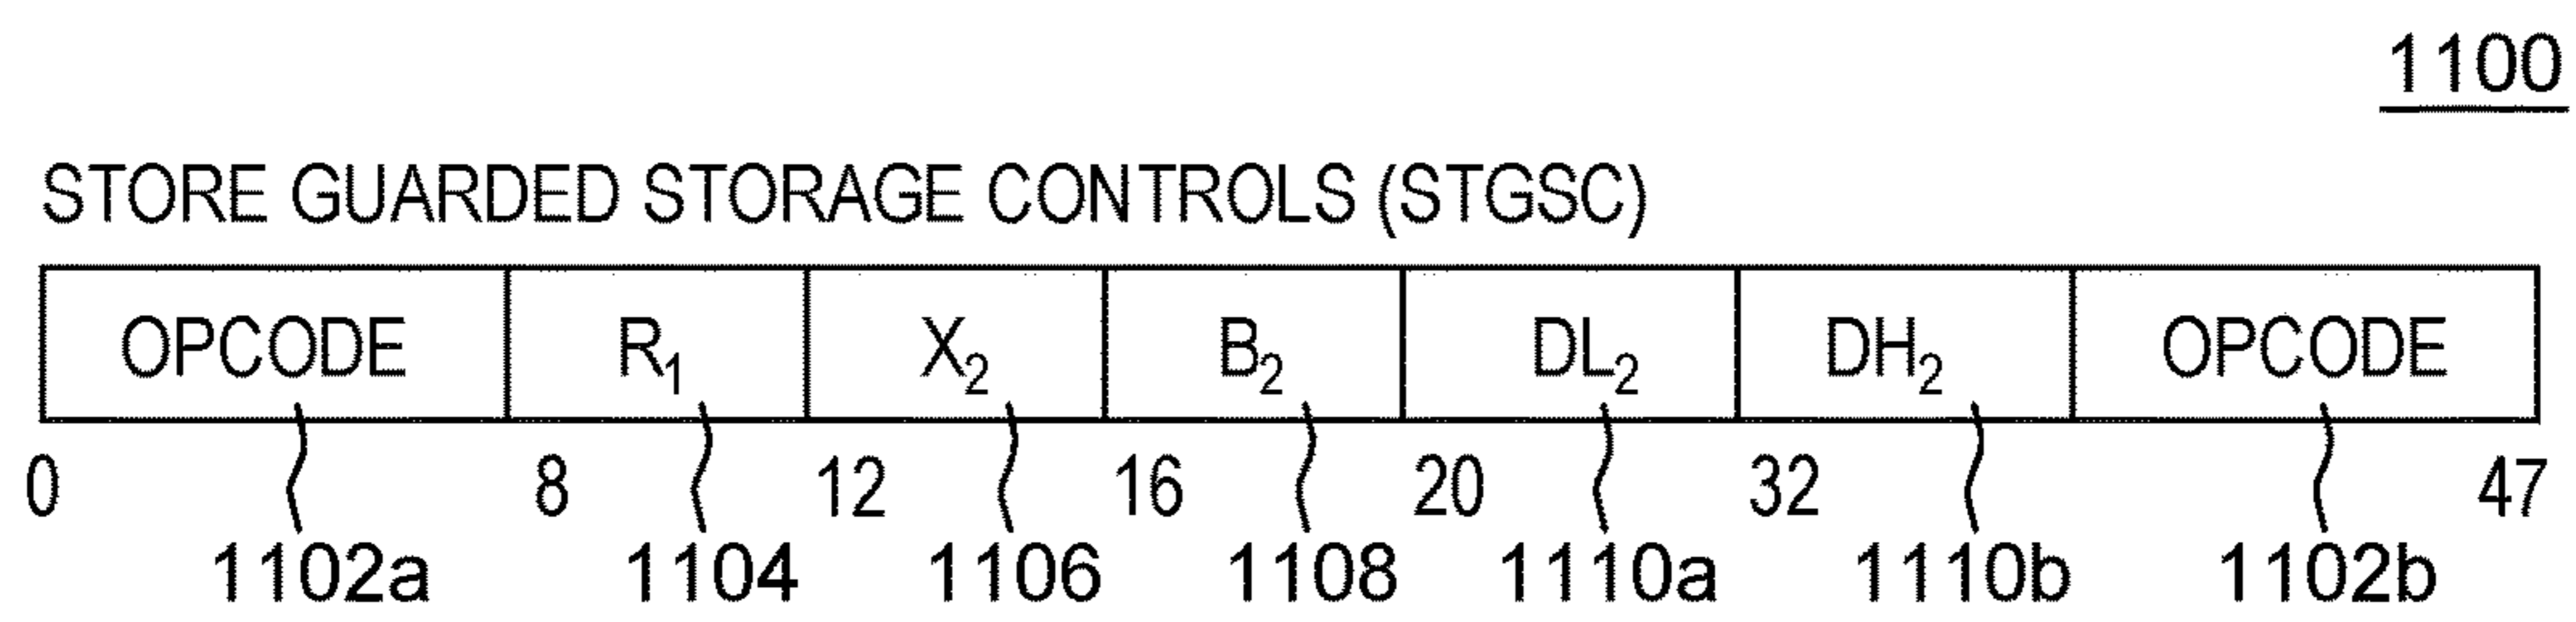 1100
STORE GUARDED STORAGE CONTROLS (STGSC)
OPCODE R₁ X₂ B₂ DL₂ DH₂ OPCODE
0 8 12 16 20 32 47
1102a 1104 1106 1108 1110a 1110b 1102b